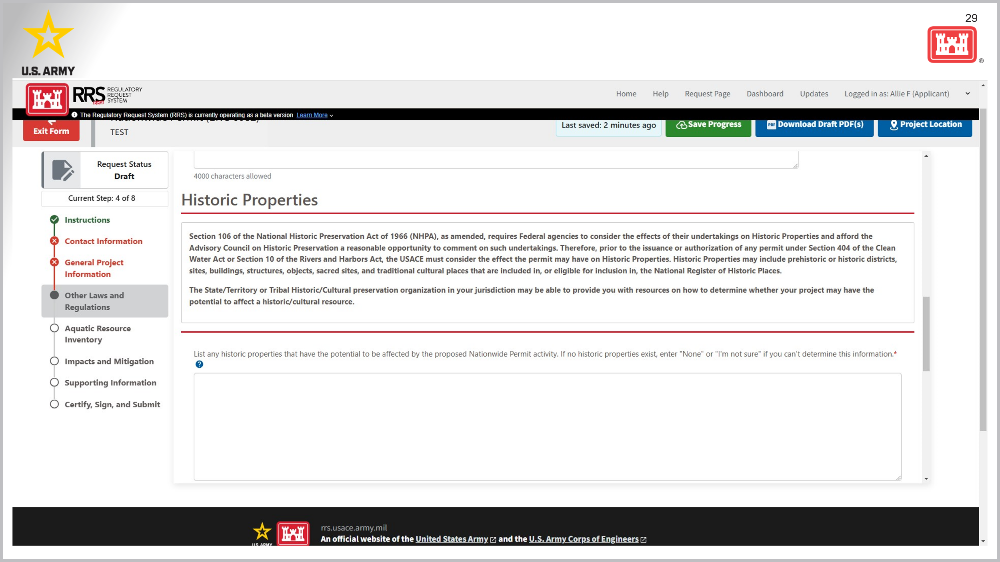 29
U.S. ARMY
®
RRS REGULATORY
REQUEST
SYSTEM
beta
Home Help Request Page Dashboard Updates Logged in as: Allie F (Applicant)
The Regulatory Request System (RRS) is currently operating as a beta version Learn More
Exit Form
TEST
Last saved: 2 minutes ago
Save Progress
PDF Download Draft PDF(s)
Project Location
Request Status
Draft
Current Step: 4 of 8
Instructions
Contact Information
General Project
Information
Other Laws and
Regulations
Aquatic Resource
Inventory
Impacts and Mitigation
Supporting Information
Certify, Sign, and Submit
4000 characters allowed
Historic Properties
Section 106 of the National Historic Preservation Act of 1966 (NHPA), as amended, requires Federal agencies to consider the effects of their undertakings on Historic Properties and afford the
Advisory Council on Historic Preservation a reasonable opportunity to comment on such undertakings. Therefore, prior to the issuance or authorization of any permit under Section 404 of the Clean
Water Act or Section 10 of the Rivers and Harbors Act, the USACE must consider the effect the permit may have on Historic Properties. Historic Properties may include prehistoric or historic districts,
sites, buildings, structures, objects, sacred sites, and traditional cultural places that are included in, or eligible for inclusion in, the National Register of Historic Places.
The State/Territory or Tribal Historic/Cultural preservation organization in your jurisdiction may be able to provide you with resources on how to determine whether your project may have the
potential to affect a historic/cultural resource.
List any historic properties that have the potential to be affected by the proposed Nationwide Permit activity. If no historic properties exist, enter "None" or "I'm not sure" if you can't determine this information.*
?
rrs.usace.army.mil
An official website of the United States Army and the U.S. Army Corps of Engineers
U.S. ARMY